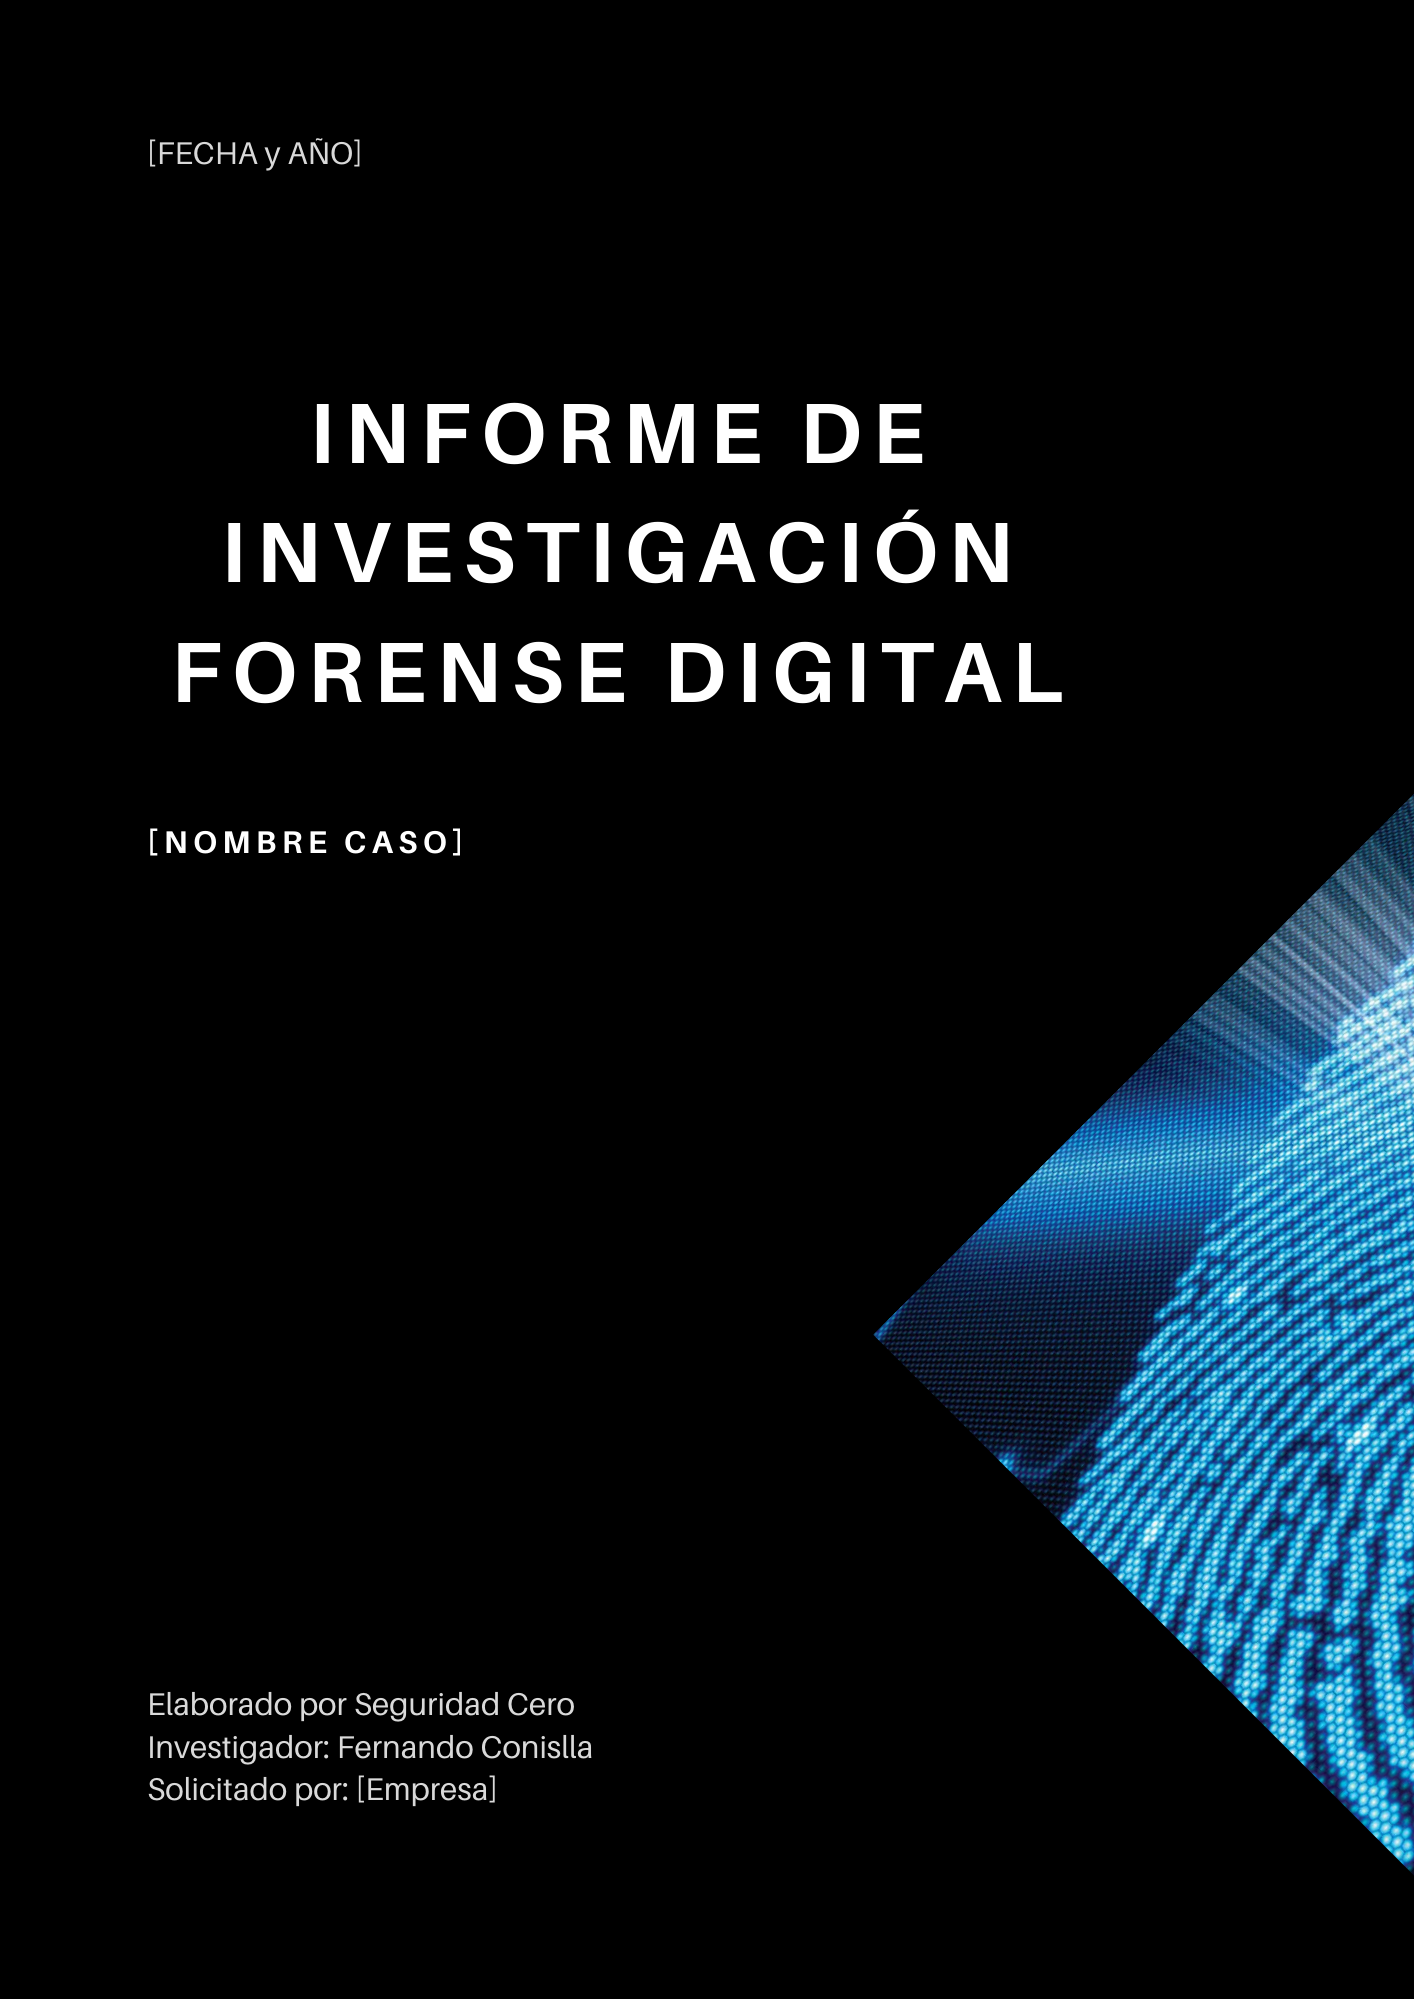 [FECHA y AÑO]
INFORME DE
INVESTIGACIÓN
FORENSE DIGITAL
[NOMBRE CASO]
Elaborado por Seguridad Cero
Investigador: Fernando Conislla
Solicitado por: [Empresa]